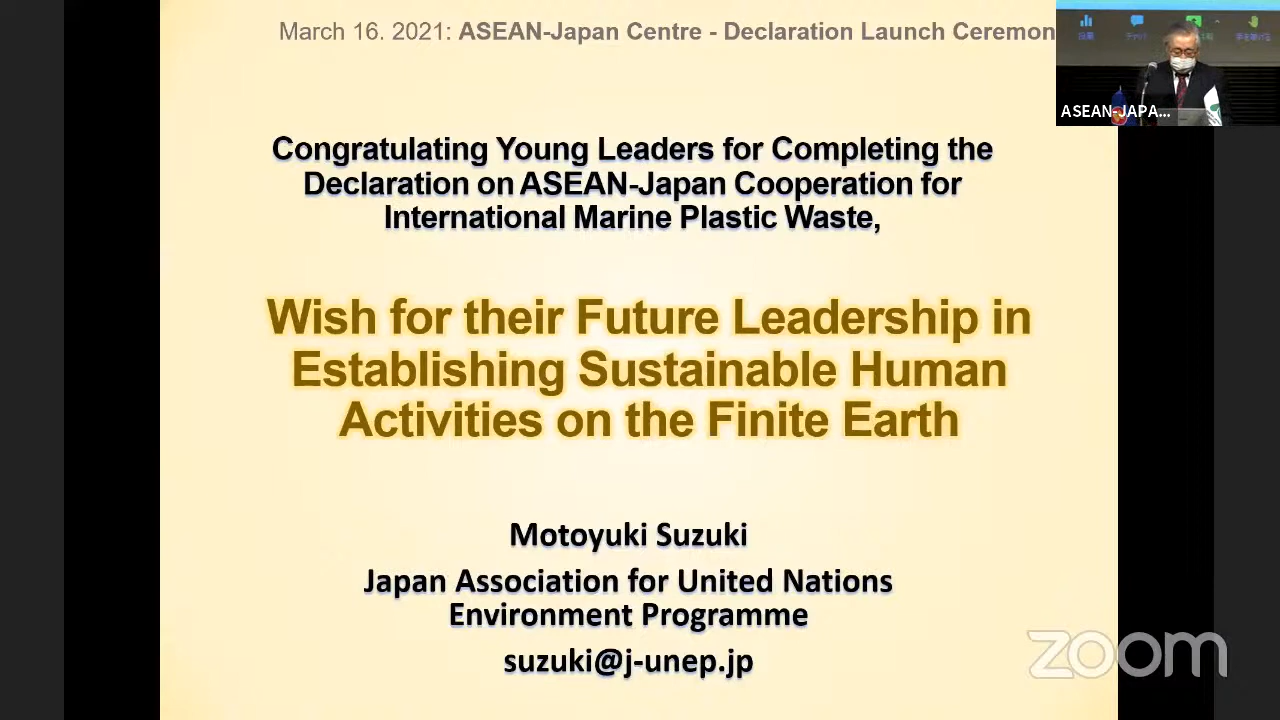 March 16. 2021: ASEAN-Japan Centre - Declaration Launch Ceremon
ASEAN-JAPA...
Congratulating Young Leaders for Completing the
Declaration on ASEAN-Japan Cooperation for
International Marine Plastic Waste,
Wish for their Future Leadership in
Establishing Sustainable Human
Activities on the Finite Earth
Motoyuki Suzuki
Japan Association for United Nations
Environment Programme
suzuki@j-unep.jp
zoom